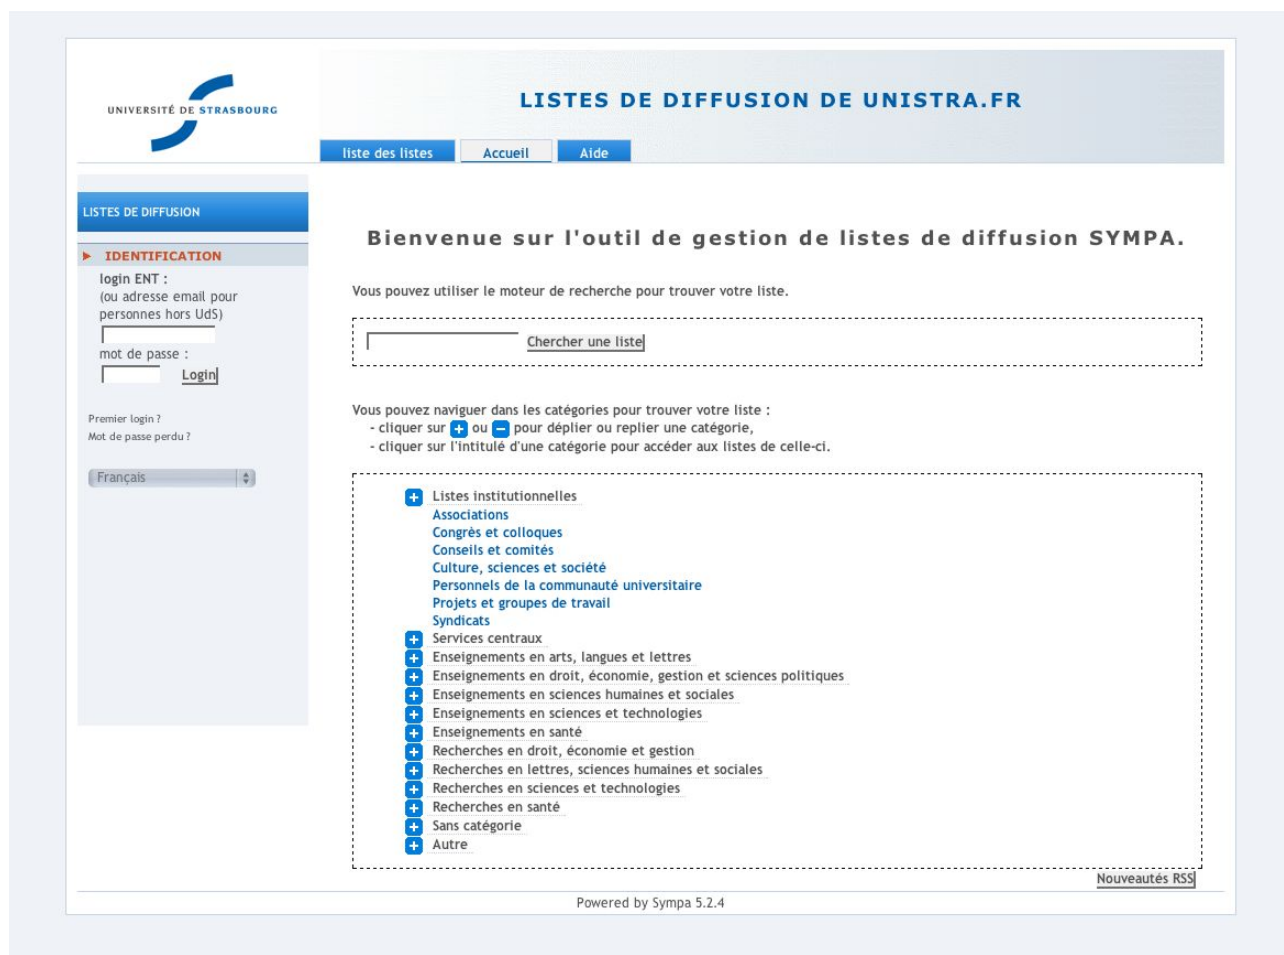 UNIVERSITÉ DE STRASBOURG
LISTES DE DIFFUSION DE UNISTRA.FR
liste des listes
Accueil
Aide
LISTES DE DIFFUSION
IDENTIFICATION
login ENT :
(ou adresse email pour
personnes hors UdS)
mot de passe :
Login
Premier login ?
Mot de passe perdu ?
Français
Bienvenue sur l'outil de gestion de listes de diffusion SYMPA.
Vous pouvez utiliser le moteur de recherche pour trouver votre liste.
Chercher une liste
Vous pouvez naviguer dans les catégories pour trouver votre liste :
- cliquer sur + ou - pour déplier ou replier une catégorie,
- cliquer sur l'intitulé d'une catégorie pour accéder aux listes de celle-ci.
+ Listes institutionnelles
Associations
Congrès et colloques
Conseils et comités
Culture, sciences et société
Personnels de la communauté universitaire
Projets et groupes de travail
Syndicats
+ Services centraux
+ Enseignements en arts, langues et lettres
+ Enseignements en droit, économie, gestion et sciences politiques
+ Enseignements en sciences humaines et sociales
+ Enseignements en sciences et technologies
+ Enseignements en santé
+ Recherches en droit, économie et gestion
+ Recherches en lettres, sciences humaines et sociales
+ Recherches en sciences et technologies
+ Recherches en santé
+ Sans catégorie
+ Autre
Nouveautés RSS
Powered by Sympa 5.2.4